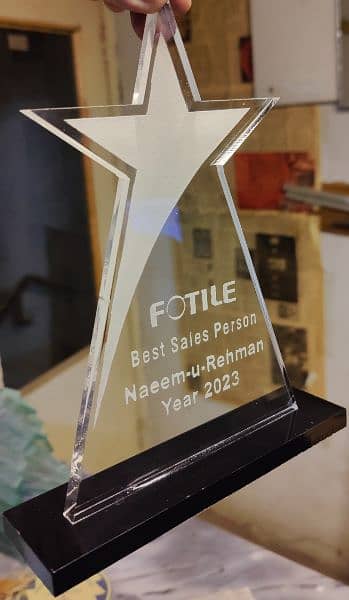 FOTILE
Best Sales Person
Naeem-u-Rehman
Year 2023